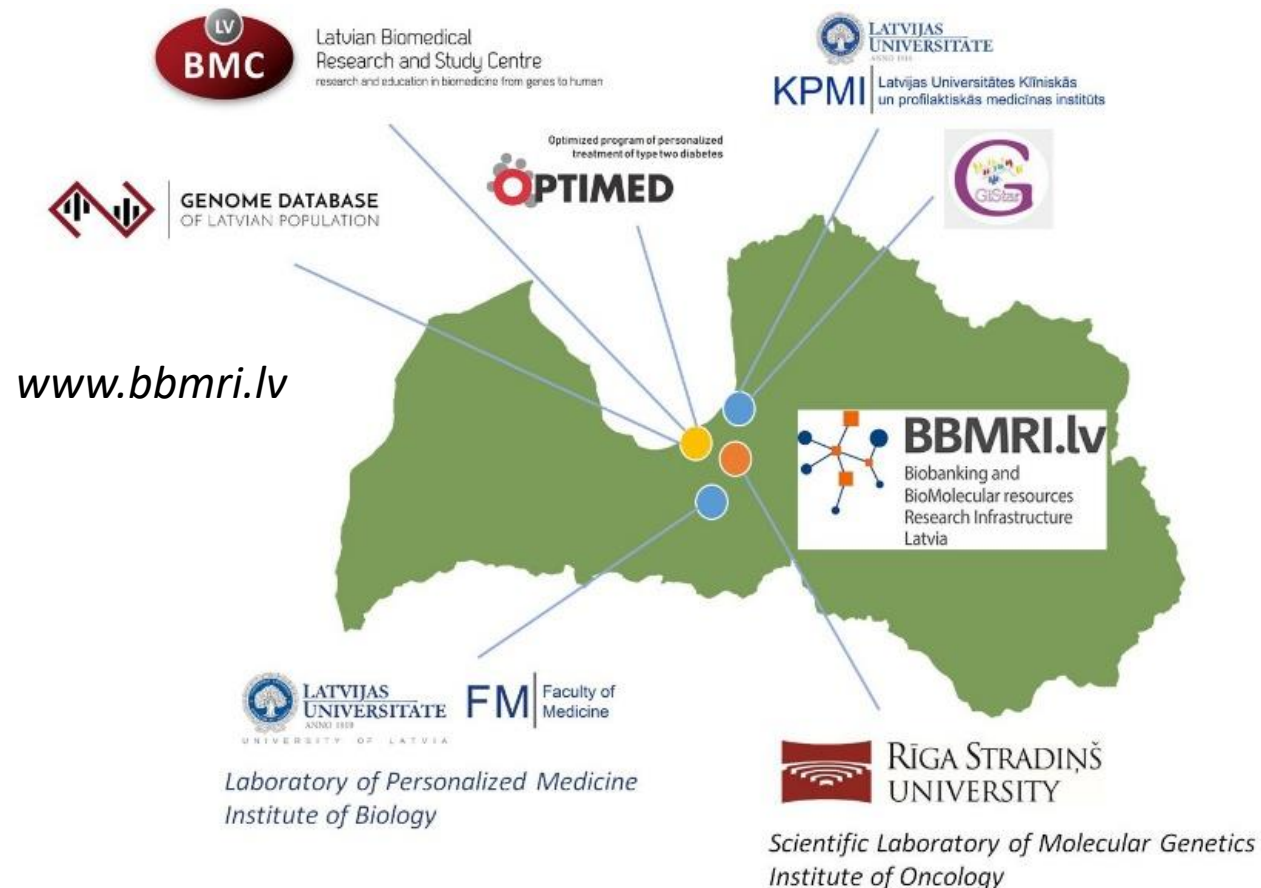 LV
BMC
Latvian Biomedical
Research and Study Centre
research and education in biomedicine from genes to human
LATVIJAS
UNIVERSITĀTE
ANNO 1919
KPMI
Latvijas Universitātes Klīniskās
un profilaktiskās medicīnas institūts
Optimized program of personalized
treatment of type two diabetes
OPTIMED
G
GiStar
GENOME DATABASE
OF LATVIAN POPULATION
www.bbmri.lv
BBMRI.lv
Biobanking and
BioMolecular resources
Research Infrastructure
Latvia
LATVIJAS
UNIVERSITĀTE
ANNO 1919
UNIVERSITY OF LATVIA
FM
Faculty of
Medicine
Laboratory of Personalized Medicine
Institute of Biology
RĪGA STRADIŅŠ
UNIVERSITY
Scientific Laboratory of Molecular Genetics
Institute of Oncology